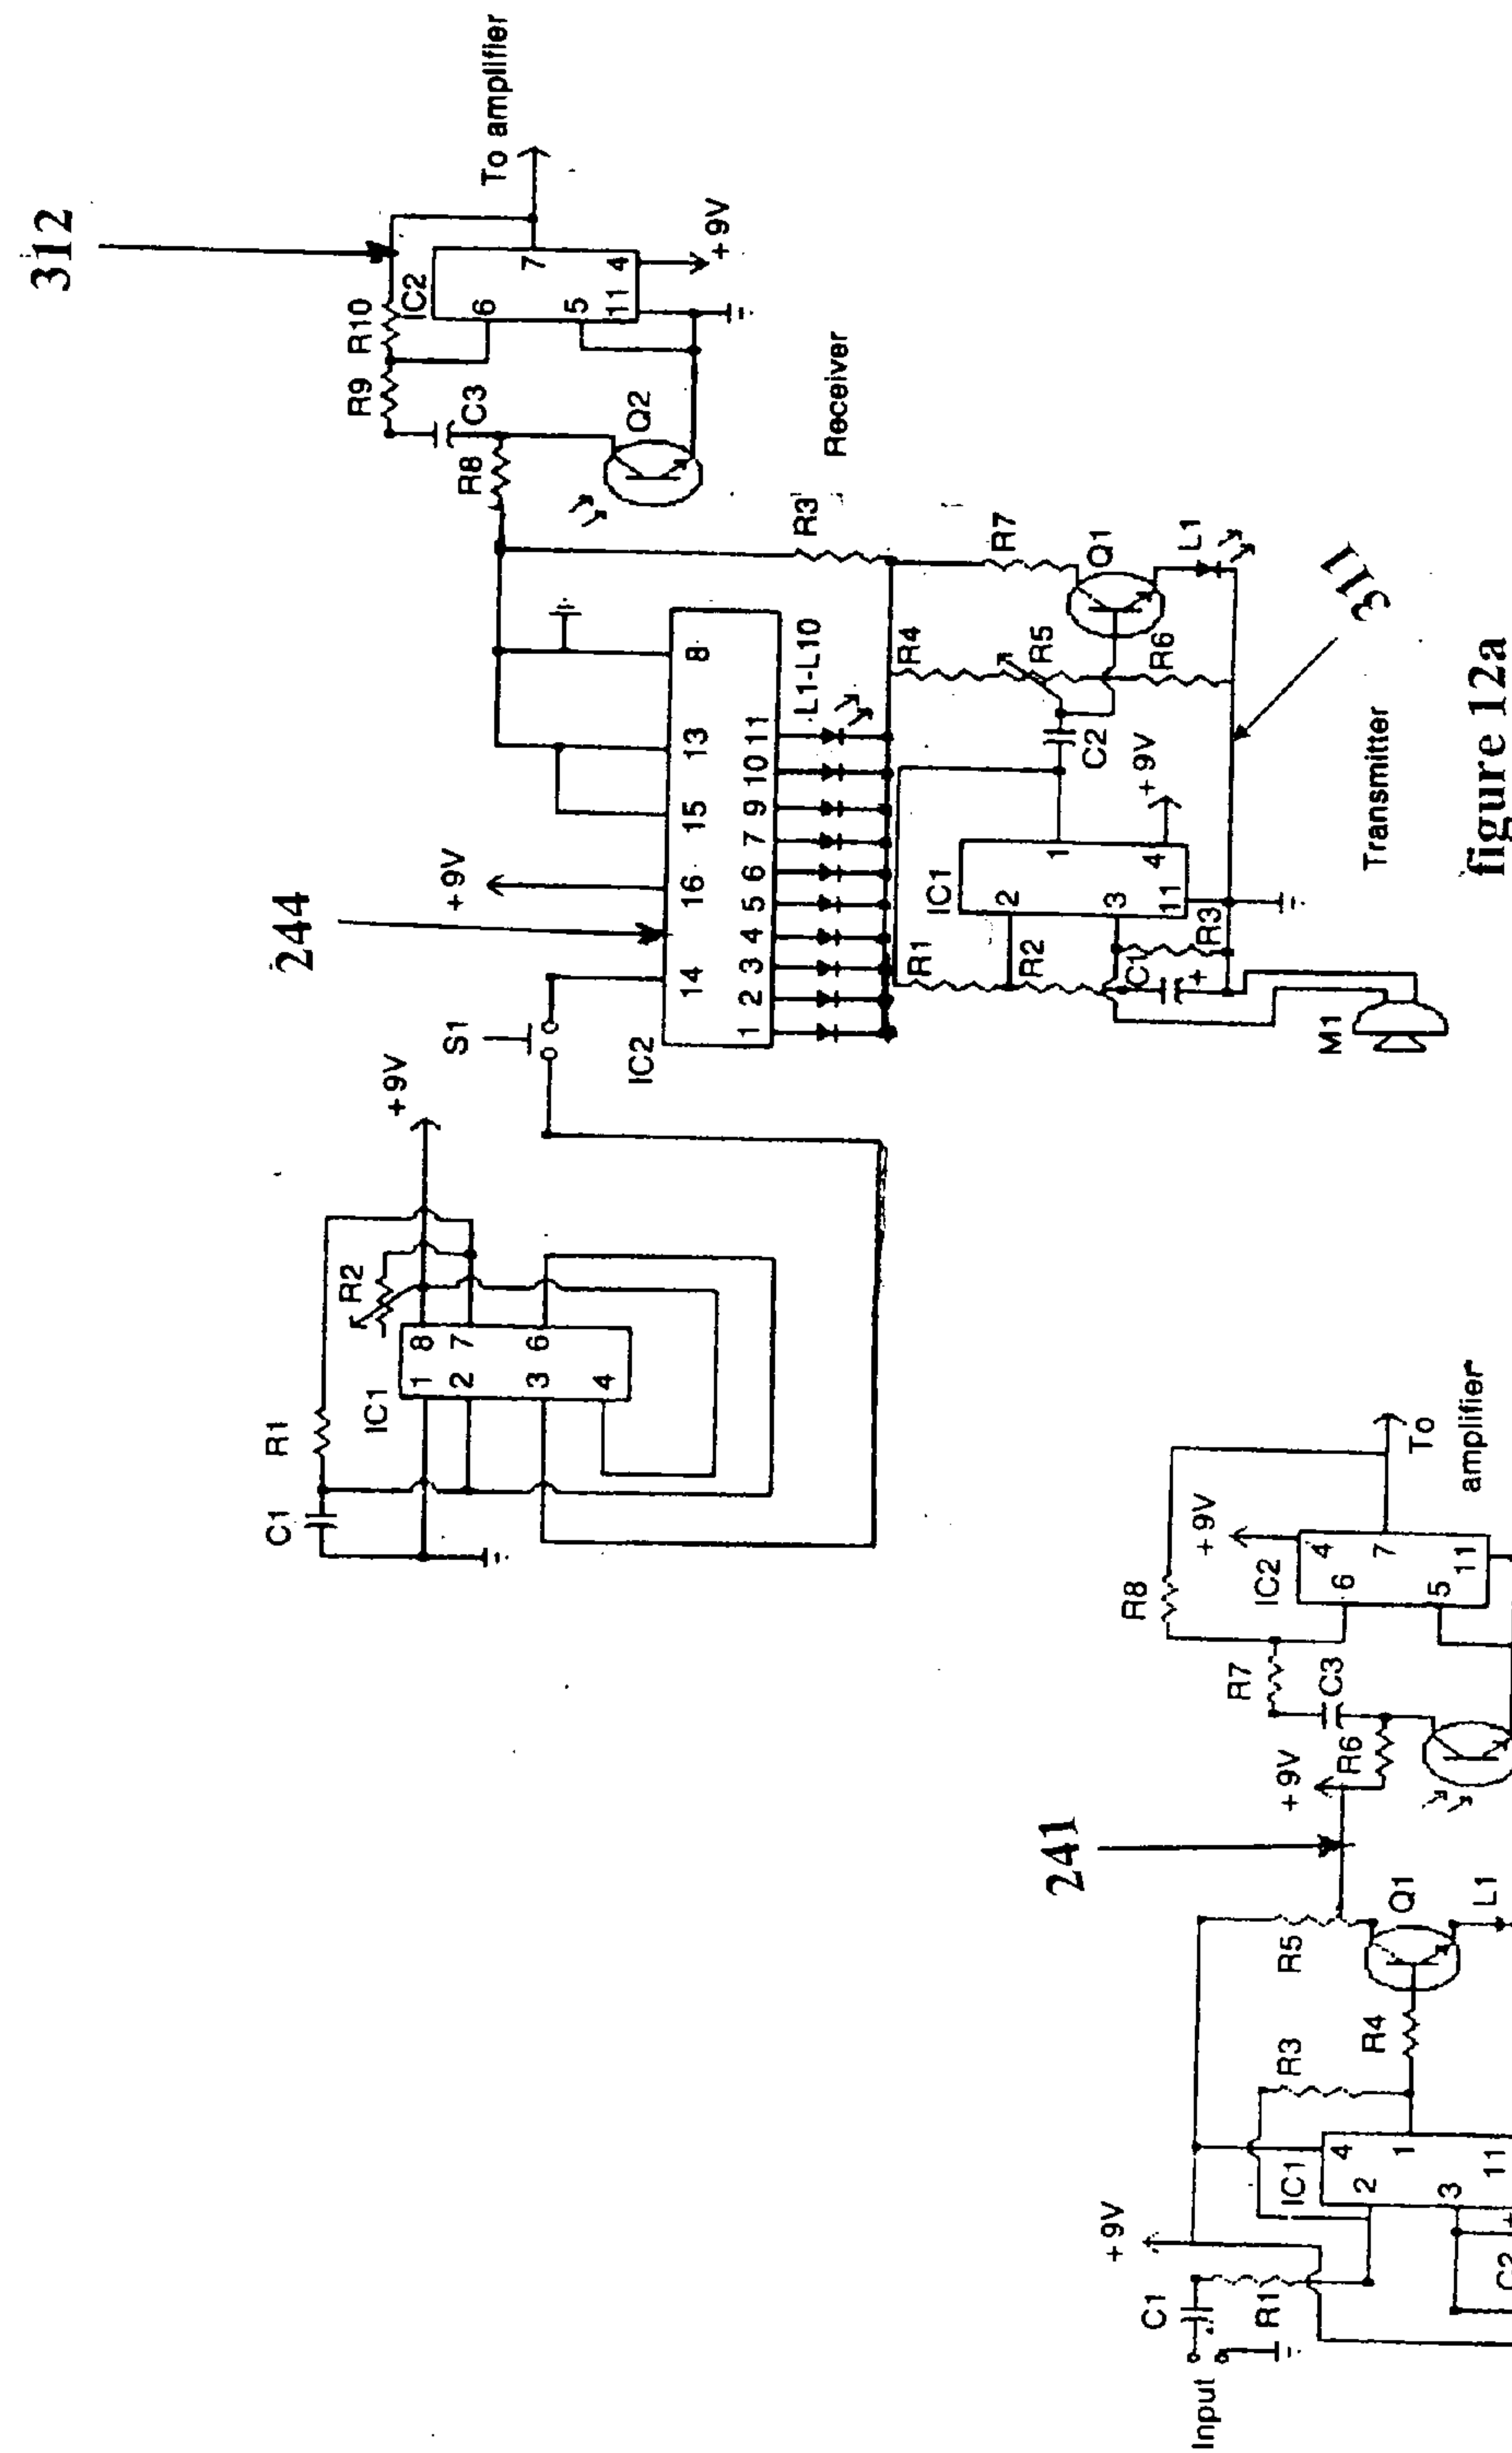 312
To amplifier
R9
R10
IC2
C3
6
7
5
11
4
+9V
R8
Q2
Receiver
244
+9V
S1
14
16
15
13
8
IC2
1
2
3
4
5
6
7
9
10
11
L1-L10
R3
R4
R7
R5
Q1
R6
L1
C2
R1
R2
IC1
2
1
3
4
11
+9V
C1
+
R3
M1
Transmitter
311
figure 12a
C1
R1
R2
+9V
IC1
1
8
2
7
3
6
4
241
+9V
Input
C1
R1
IC1
4
2
1
3
11
C2
R3
R4
R5
Q1
L1
+9V
R6
R7
C3
R8
+9V
IC2
4
6
7
5
11
To
amplifier